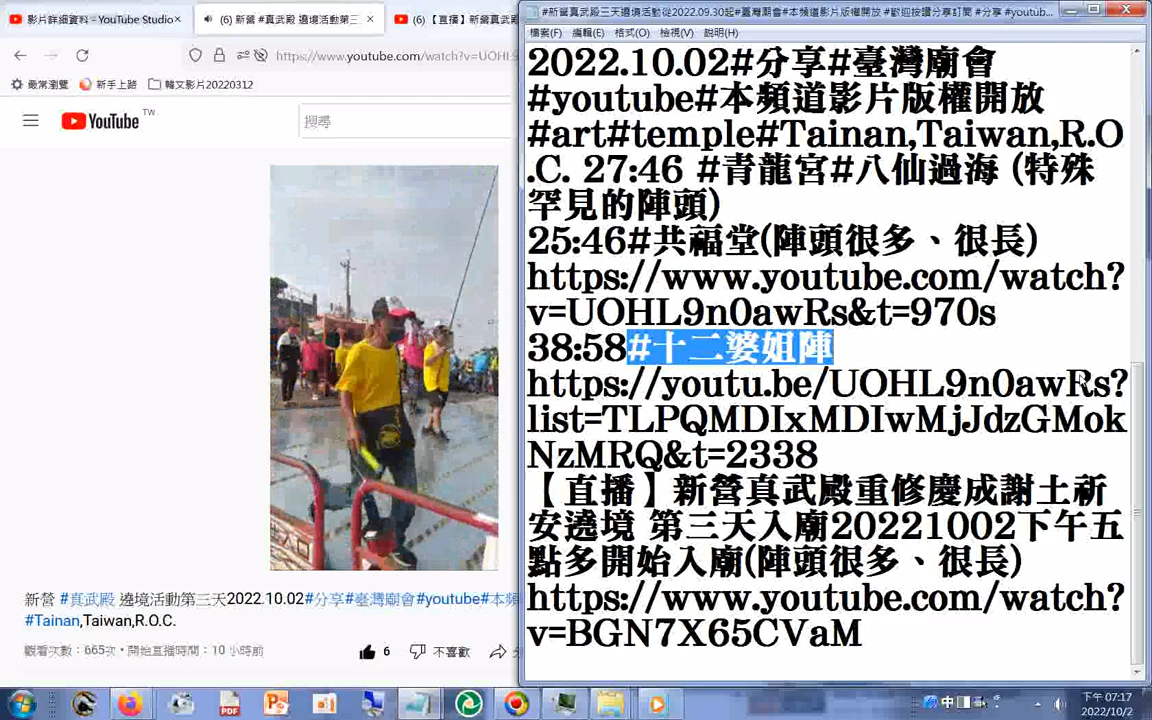 影片詳細資料 - YouTube Studio
(6) 新營 #真武殿 遶境活動第三
(6)【直播】新營真武殿
https://www.youtube.com/watch?v=UOHL9
最常瀏覽
新手上路
韓文影片20220312
YouTube TW
搜尋
新營 #真武殿 遶境活動第三天2022.10.02#分享#臺灣廟會#youtube#本頻
#Tainan,Taiwan,R.O.C.
觀看次數：665次 • 開始直播時間：10 小時前
6
不喜歡
#新營真武殿三天遶境活動從2022.09.30起#臺灣廟會#本頻道影片版權開放 #歡迎按讚分享訂閱 #分享 #youtub...
檔案(F) 編輯(E) 格式(O) 檢視(V) 說明(H)
2022.10.02#分享#臺灣廟會
#youtube#本頻道影片版權開放
#art#temple#Tainan,Taiwan,R.O
.C. 27:46 #青龍宮#八仙過海 (特殊
罕見的陣頭)
25:46#共福堂(陣頭很多、很長)
https://www.youtube.com/watch?
v=UOHL9n0awRs&t=970s
38:58#十二婆姐陣
https://youtu.be/UOHL9n0awRs?
list=TLPQMDIxMDIwMjJdzGMok
NzMRQ&t=2338
【直播】新營真武殿重修慶成謝土祈
安遶境 第三天入廟20221002下午五
點多開始入廟(陣頭很多、很長)
https://www.youtube.com/watch?
v=BGN7X65CVaM
中
下午 07:17
2022/10/2